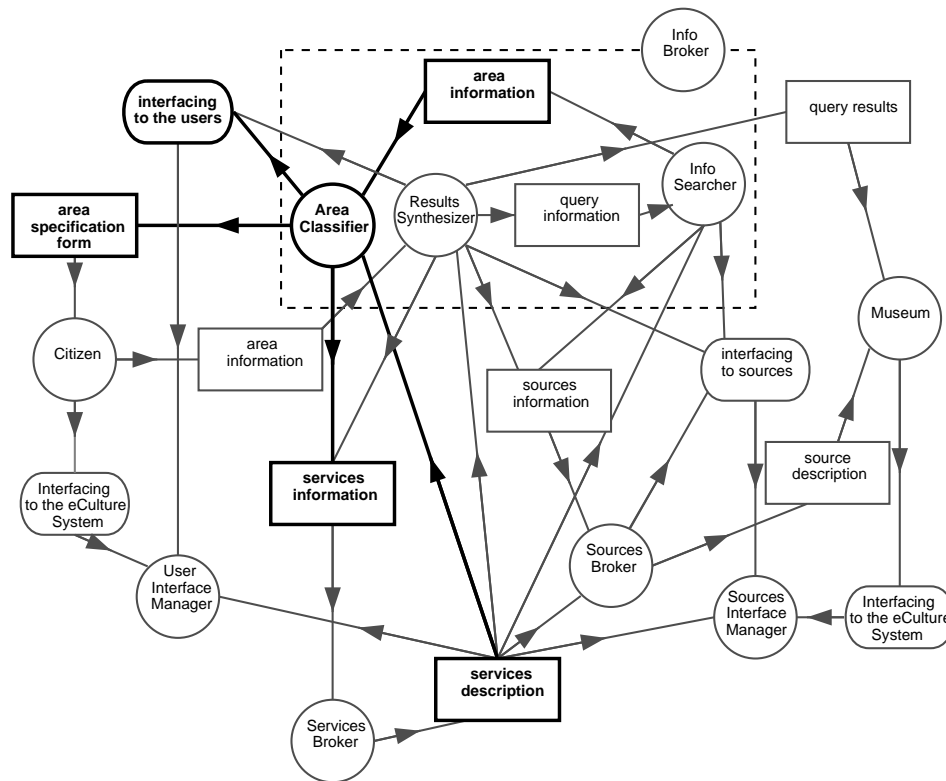 Info
Broker
area
information
interfacing
to the users
query results
Info
Searcher
area
specification
form
Area
Classifier
Results
Synthesizer
query
information
Museum
Citizen
area
information
sources
information
interfacing
to sources
source
description
services
information
Interfacing
to the eCulture
System
Sources
Broker
User
Interface
Manager
Sources
Interface
Manager
Interfacing
to the eCulture
System
services
description
Services
Broker